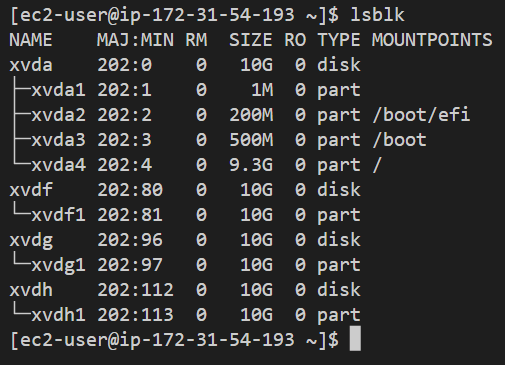 [ec2-user@ip-172-31-54-193 ~]$ lsblk
NAME    MAJ:MIN RM  SIZE RO TYPE MOUNTPOINTS
xvda    202:0    0   10G  0 disk
├─xvda1 202:1    0    1M  0 part
├─xvda2 202:2    0  200M  0 part /boot/efi
├─xvda3 202:3    0  500M  0 part /boot
└─xvda4 202:4    0  9.3G  0 part /
xvdf    202:80   0   10G  0 disk
└─xvdf1 202:81   0   10G  0 part
xvdg    202:96   0   10G  0 disk
└─xvdg1 202:97   0   10G  0 part
xvdh    202:112  0   10G  0 disk
└─xvdh1 202:113  0   10G  0 part
[ec2-user@ip-172-31-54-193 ~]$